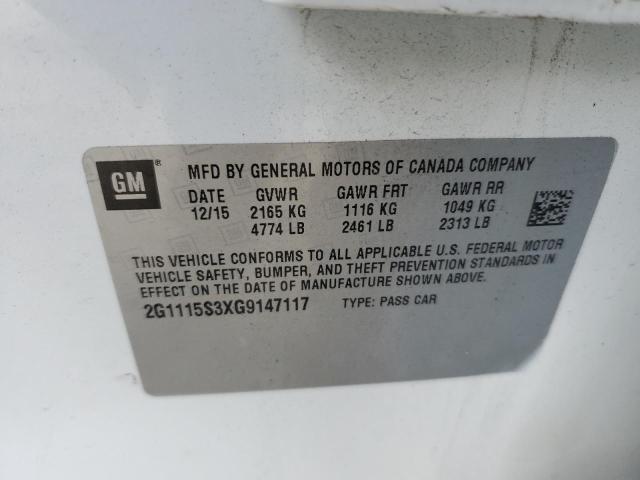 GM ® MFD BY GENERAL MOTORS OF CANADA COMPANY
DATE GVWR GAWR FRT GAWR RR
12/15 2165 KG 1116 KG 1049 KG
4774 LB 2461 LB 2313 LB
THIS VEHICLE CONFORMS TO ALL APPLICABLE U.S. FEDERAL MOTOR
VEHICLE SAFETY, BUMPER, AND THEFT PREVENTION STANDARDS IN
EFFECT ON THE DATE OF MANUFACTURE SHOWN ABOVE.
2G1115S3XG9147117 TYPE: PASS CAR